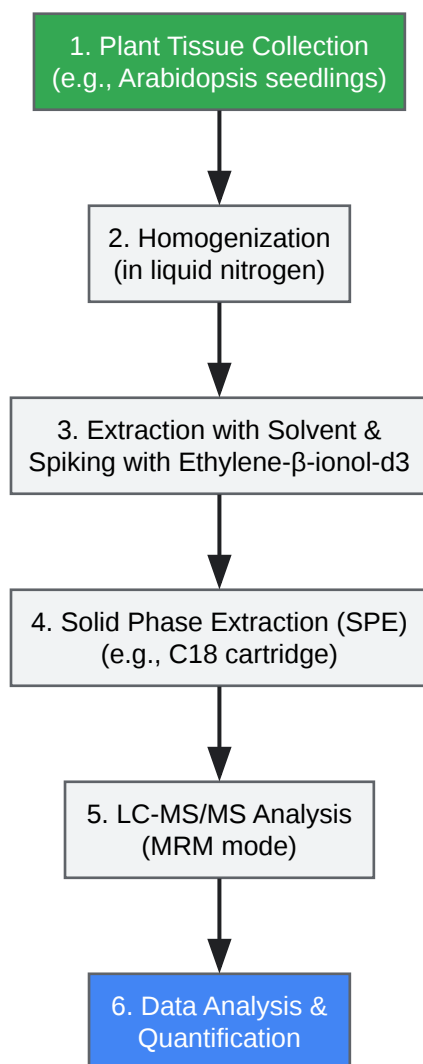 1. Plant Tissue Collection
(e.g., Arabidopsis seedlings)
2. Homogenization
(in liquid nitrogen)
3. Extraction with Solvent &
Spiking with Ethylene-β-ionol-d3
4. Solid Phase Extraction (SPE)
(e.g., C18 cartridge)
5. LC-MS/MS Analysis
(MRM mode)
6. Data Analysis &
Quantification